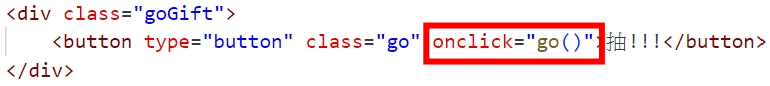 <div class="goGift">
<button type="button" class="go" onclick="go()">抽!!!</button>
</div>